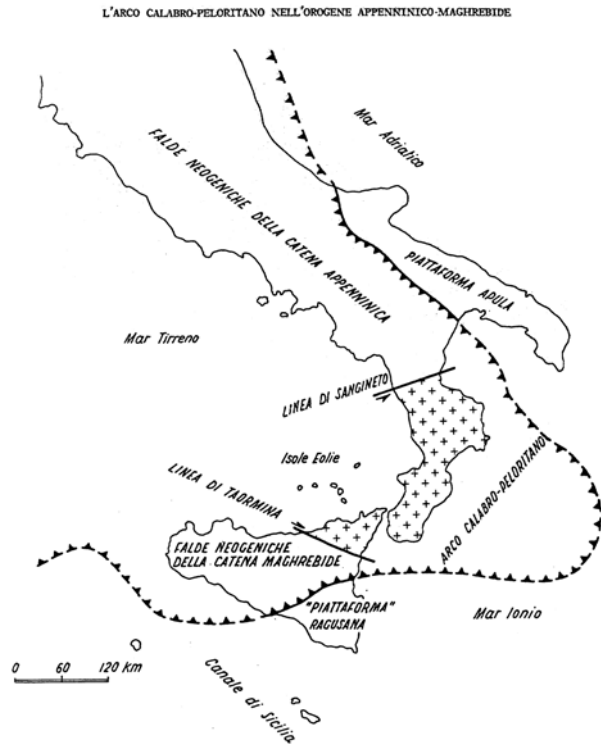 L'ARCO CALABRO-PELORITANO NELL'OROGENE APPENNINICO-MAGHREBIDE
Mar Adriatico
FALDE NEOGENICHE DELLA CATENA APPENNINICA
PIATTAFORMA APULA
Mar Tirreno
LINEA DI SANGINETO
Isole Eolie
ARCO CALABRO-PELORITANO
LINEA DI TAORMINA
FALDE NEOGENICHE
DELLA CATENA MAGHREBIDE
"PIATTAFORMA"
RAGUSANA
Mar Ionio
0 60 120 km
Canale di Sicilia